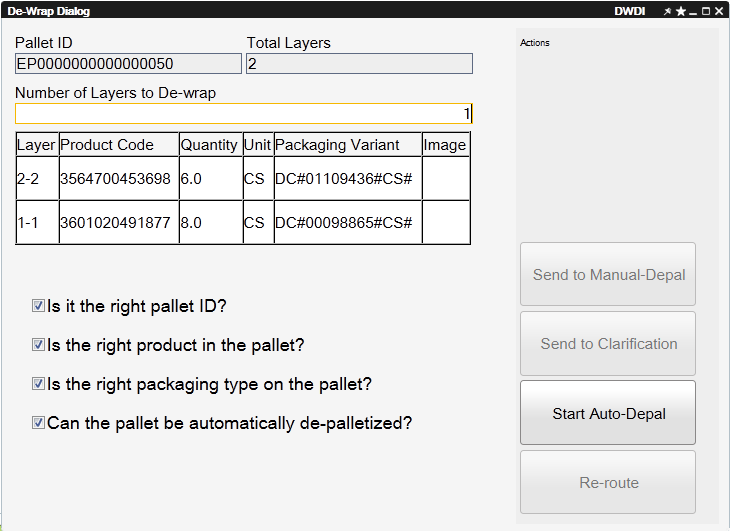 De-Wrap Dialog DWDI
Pallet ID Total Layers
EP0000000000000050 2
Number of Layers to De-wrap
1
Layer Product Code Quantity Unit Packaging Variant Image
2-2 3564700453698 6.0 CS DC#01109436#CS#
1-1 3601020491877 8.0 CS DC#00098865#CS#
Is it the right pallet ID?
Is the right product in the pallet?
Is the right packaging type on the pallet?
Can the pallet be automatically de-palletized?
Actions
Send to Manual-Depal
Send to Clarification
Start Auto-Depal
Re-route